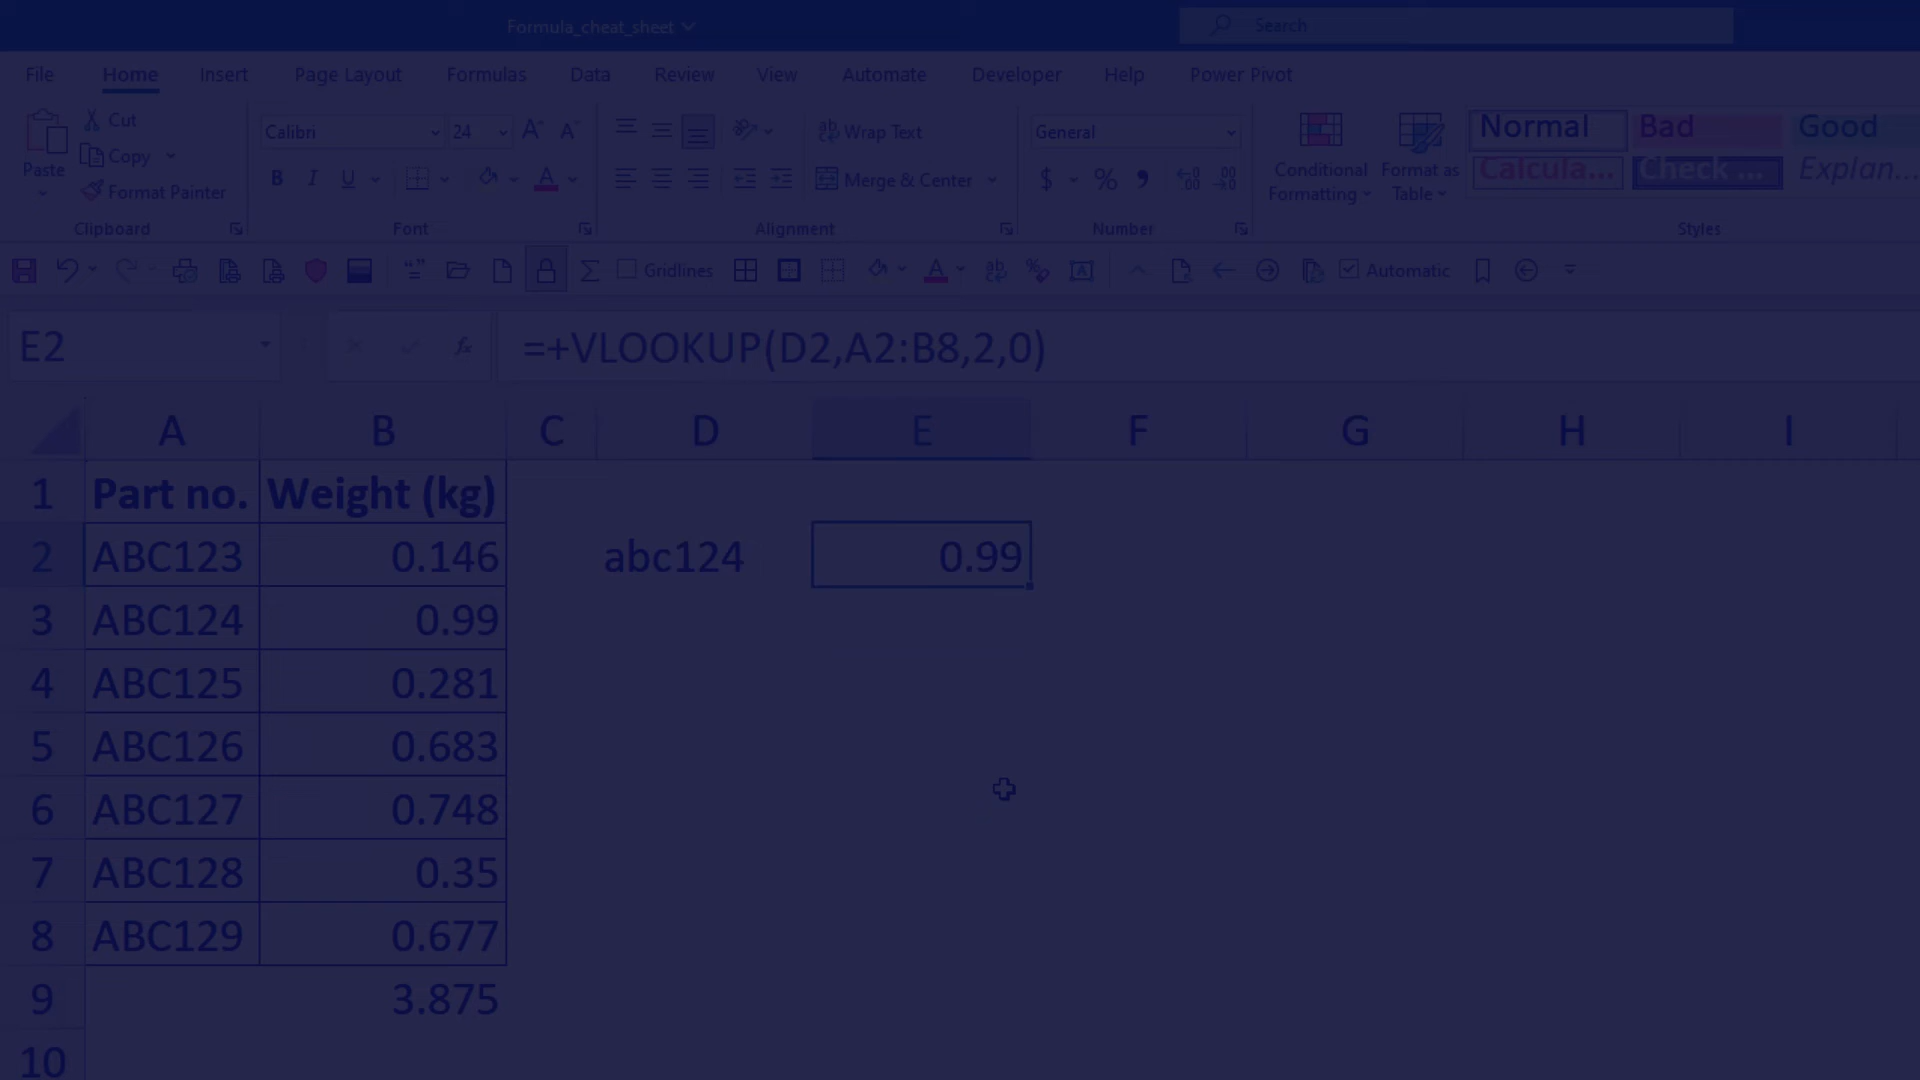 Formula_cheat_sheet
Search
File Home Insert Page Layout Formulas Data Review View Automate Developer Help Power Pivot
Cut
Copy
Format Painter
Paste
Clipboard
Calibri 24 A A
B I U A
Font
Wrap Text
Merge & Center
Alignment
General
$ % , .00
Number
Conditional Formatting
Format as Table
Normal Bad Good
Calcula... Check ... Explan...
Styles
Gridlines A Automatic
E2 fx =+VLOOKUP(D2,A2:B8,2,0)
A B C D E F G H I
1 Part no. Weight (kg)
2 ABC123 0.146 abc124 0.99
3 ABC124 0.99
4 ABC125 0.281
5 ABC126 0.683
6 ABC127 0.748
7 ABC128 0.35
8 ABC129 0.677
9 3.875
10